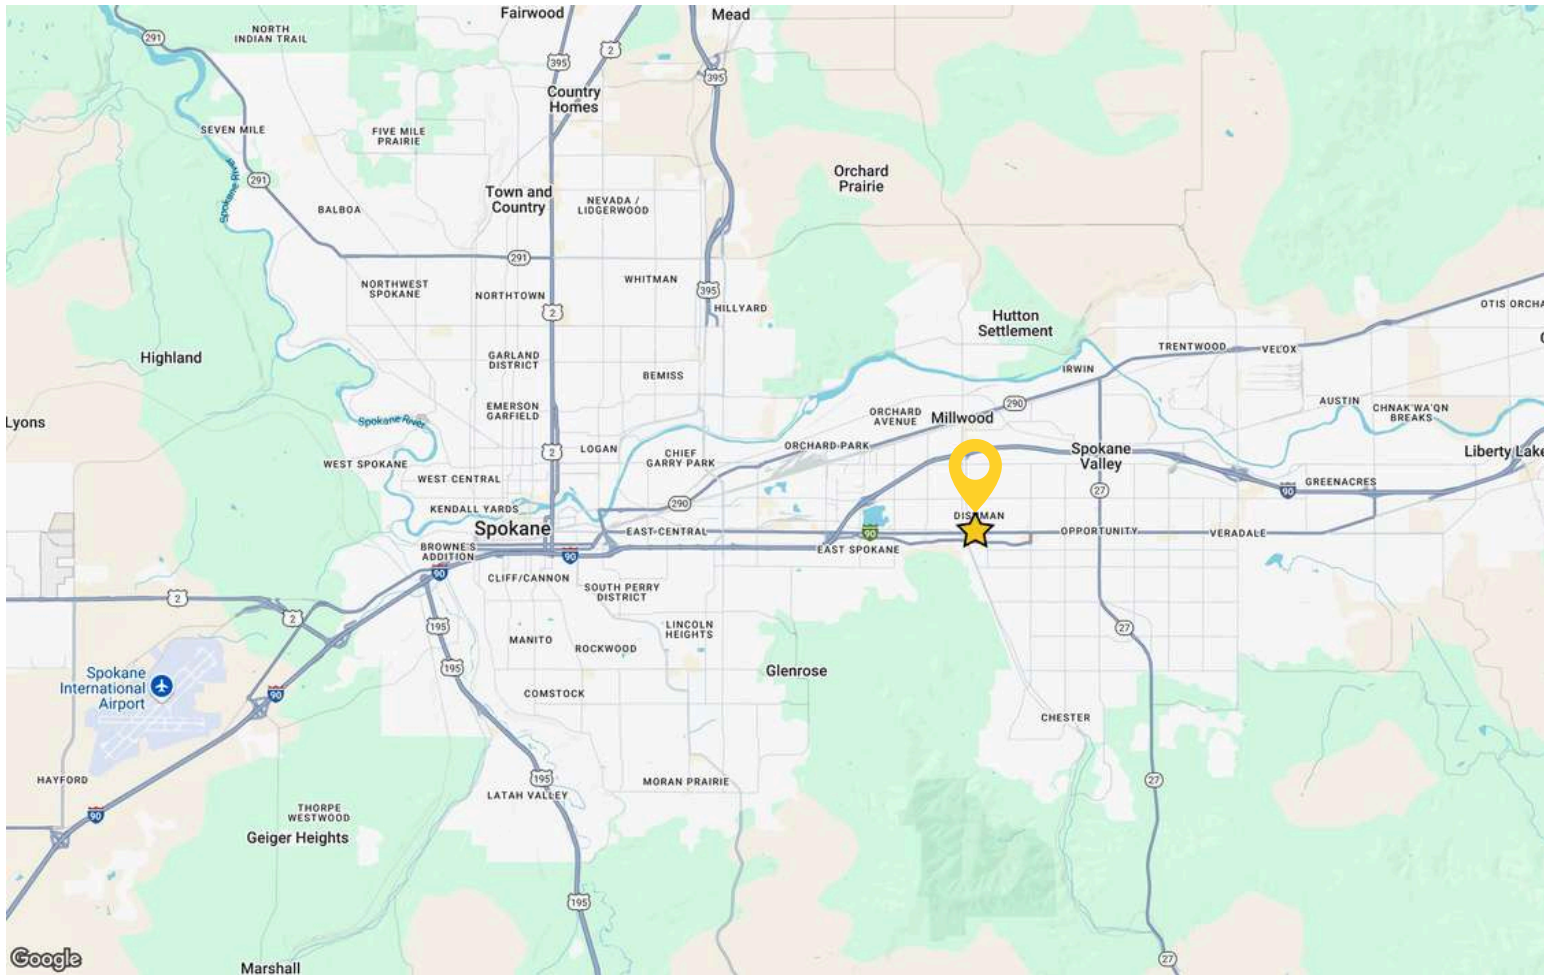 Fairwood
Mead
NORTH
INDIAN TRAIL
291
2
395
395
Country
Homes
SEVEN MILE
FIVE MILE
PRAIRIE
Spokane River
291
Orchard
Prairie
Town and
Country
NEVADA /
LIDGERWOOD
BALBOA
291
WHITMAN
NORTHWEST
SPOKANE
NORTHTOWN
395
HILLYARD
2
OTIS ORCHA
Hutton
Settlement
Highland
GARLAND
DISTRICT
TRENTWOOD
VELOX
IRWIN
BEMISS
AUSTIN
CHNAK'WA'QN
BREAKS
290
EMERSON
GARFIELD
ORCHARD
AVENUE
Millwood
Lyons
Spokane River
2
LOGAN
ORCHARD PARK
CHIEF
GARRY PARK
Spokane
Valley
Liberty Lake
WEST SPOKANE
WEST CENTRAL
27
90
GREENACRES
KENDALL YARDS
290
Spokane
EAST CENTRAL
90
OPPORTUNITY
VERADALE
BROWNE'S
ADDITION
90
EAST SPOKANE
90
CLIFF/CANNON
SOUTH PERRY
DISTRICT
2
2
195
LINCOLN
HEIGHTS
27
MANITO
ROCKWOOD
195
Glenrose
Spokane
International
Airport
90
COMSTOCK
CHESTER
HAYFORD
195
MORAN PRAIRIE
27
LATAH VALLEY
90
THORPE
WESTWOOD
Geiger Heights
195
Google
Marshall
27